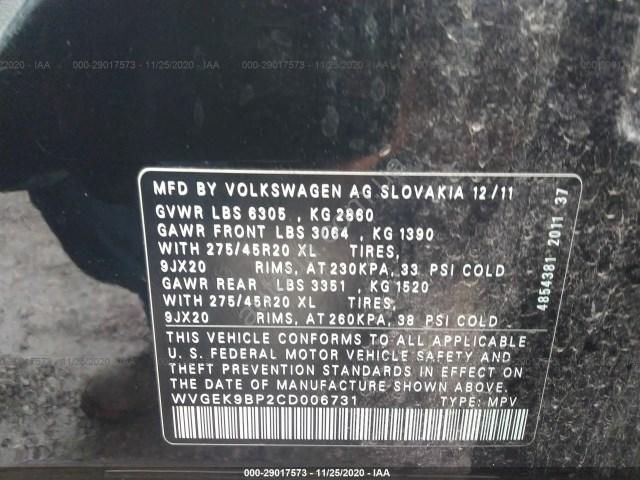 000-29017573 - 11/25/2020 - IAA
MFD BY VOLKSWAGEN AG SLOVAKIA 12/11
GVWR LBS 6305 , KG 2860
GAWR FRONT LBS 3064 , KG 1390
WITH 275/45R20 XL TIRES,
9JX20 RIMS, AT 230KPA, 33 PSI COLD
GAWR REAR LBS 3351 , KG 1520
WITH 275/45R20 XL TIRES,
9JX20 RIMS, AT 260KPA, 38 PSI COLD .
THIS VEHICLE CONFORMS TO ALL APPLICABLE
U. S. FEDERAL MOTOR VEHICLE SAFETY AND
THEFT PREVENTION STANDARDS IN EFFECT ON
THE DATE OF MANUFACTURE SHOWN ABOVE.
WVGEK9BP2CD006731 TYPE: MPV
4854381 2011 37
000-29017573 - 11/25/2020 - IAA